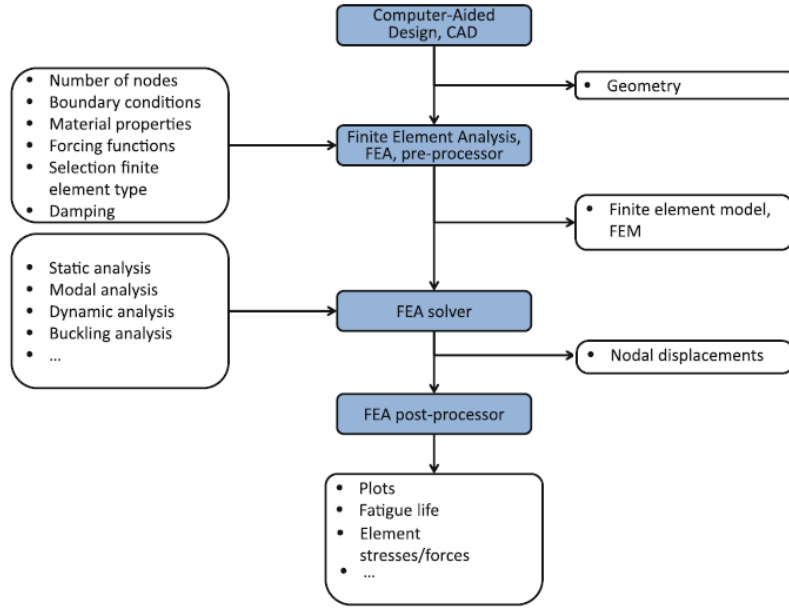 Computer-Aided
Design, CAD
• Number of nodes
• Boundary conditions
• Material properties
• Forcing functions
• Selection finite
element type
• Damping
• Geometry
Finite Element Analysis,
FEA, pre-processor
• Finite element model,
FEM
• Static analysis
• Modal analysis
• Dynamic analysis
• Buckling analysis
• ...
FEA solver
• Nodal displacements
FEA post-processor
• Plots
• Fatigue life
• Element
stresses/forces
• ...